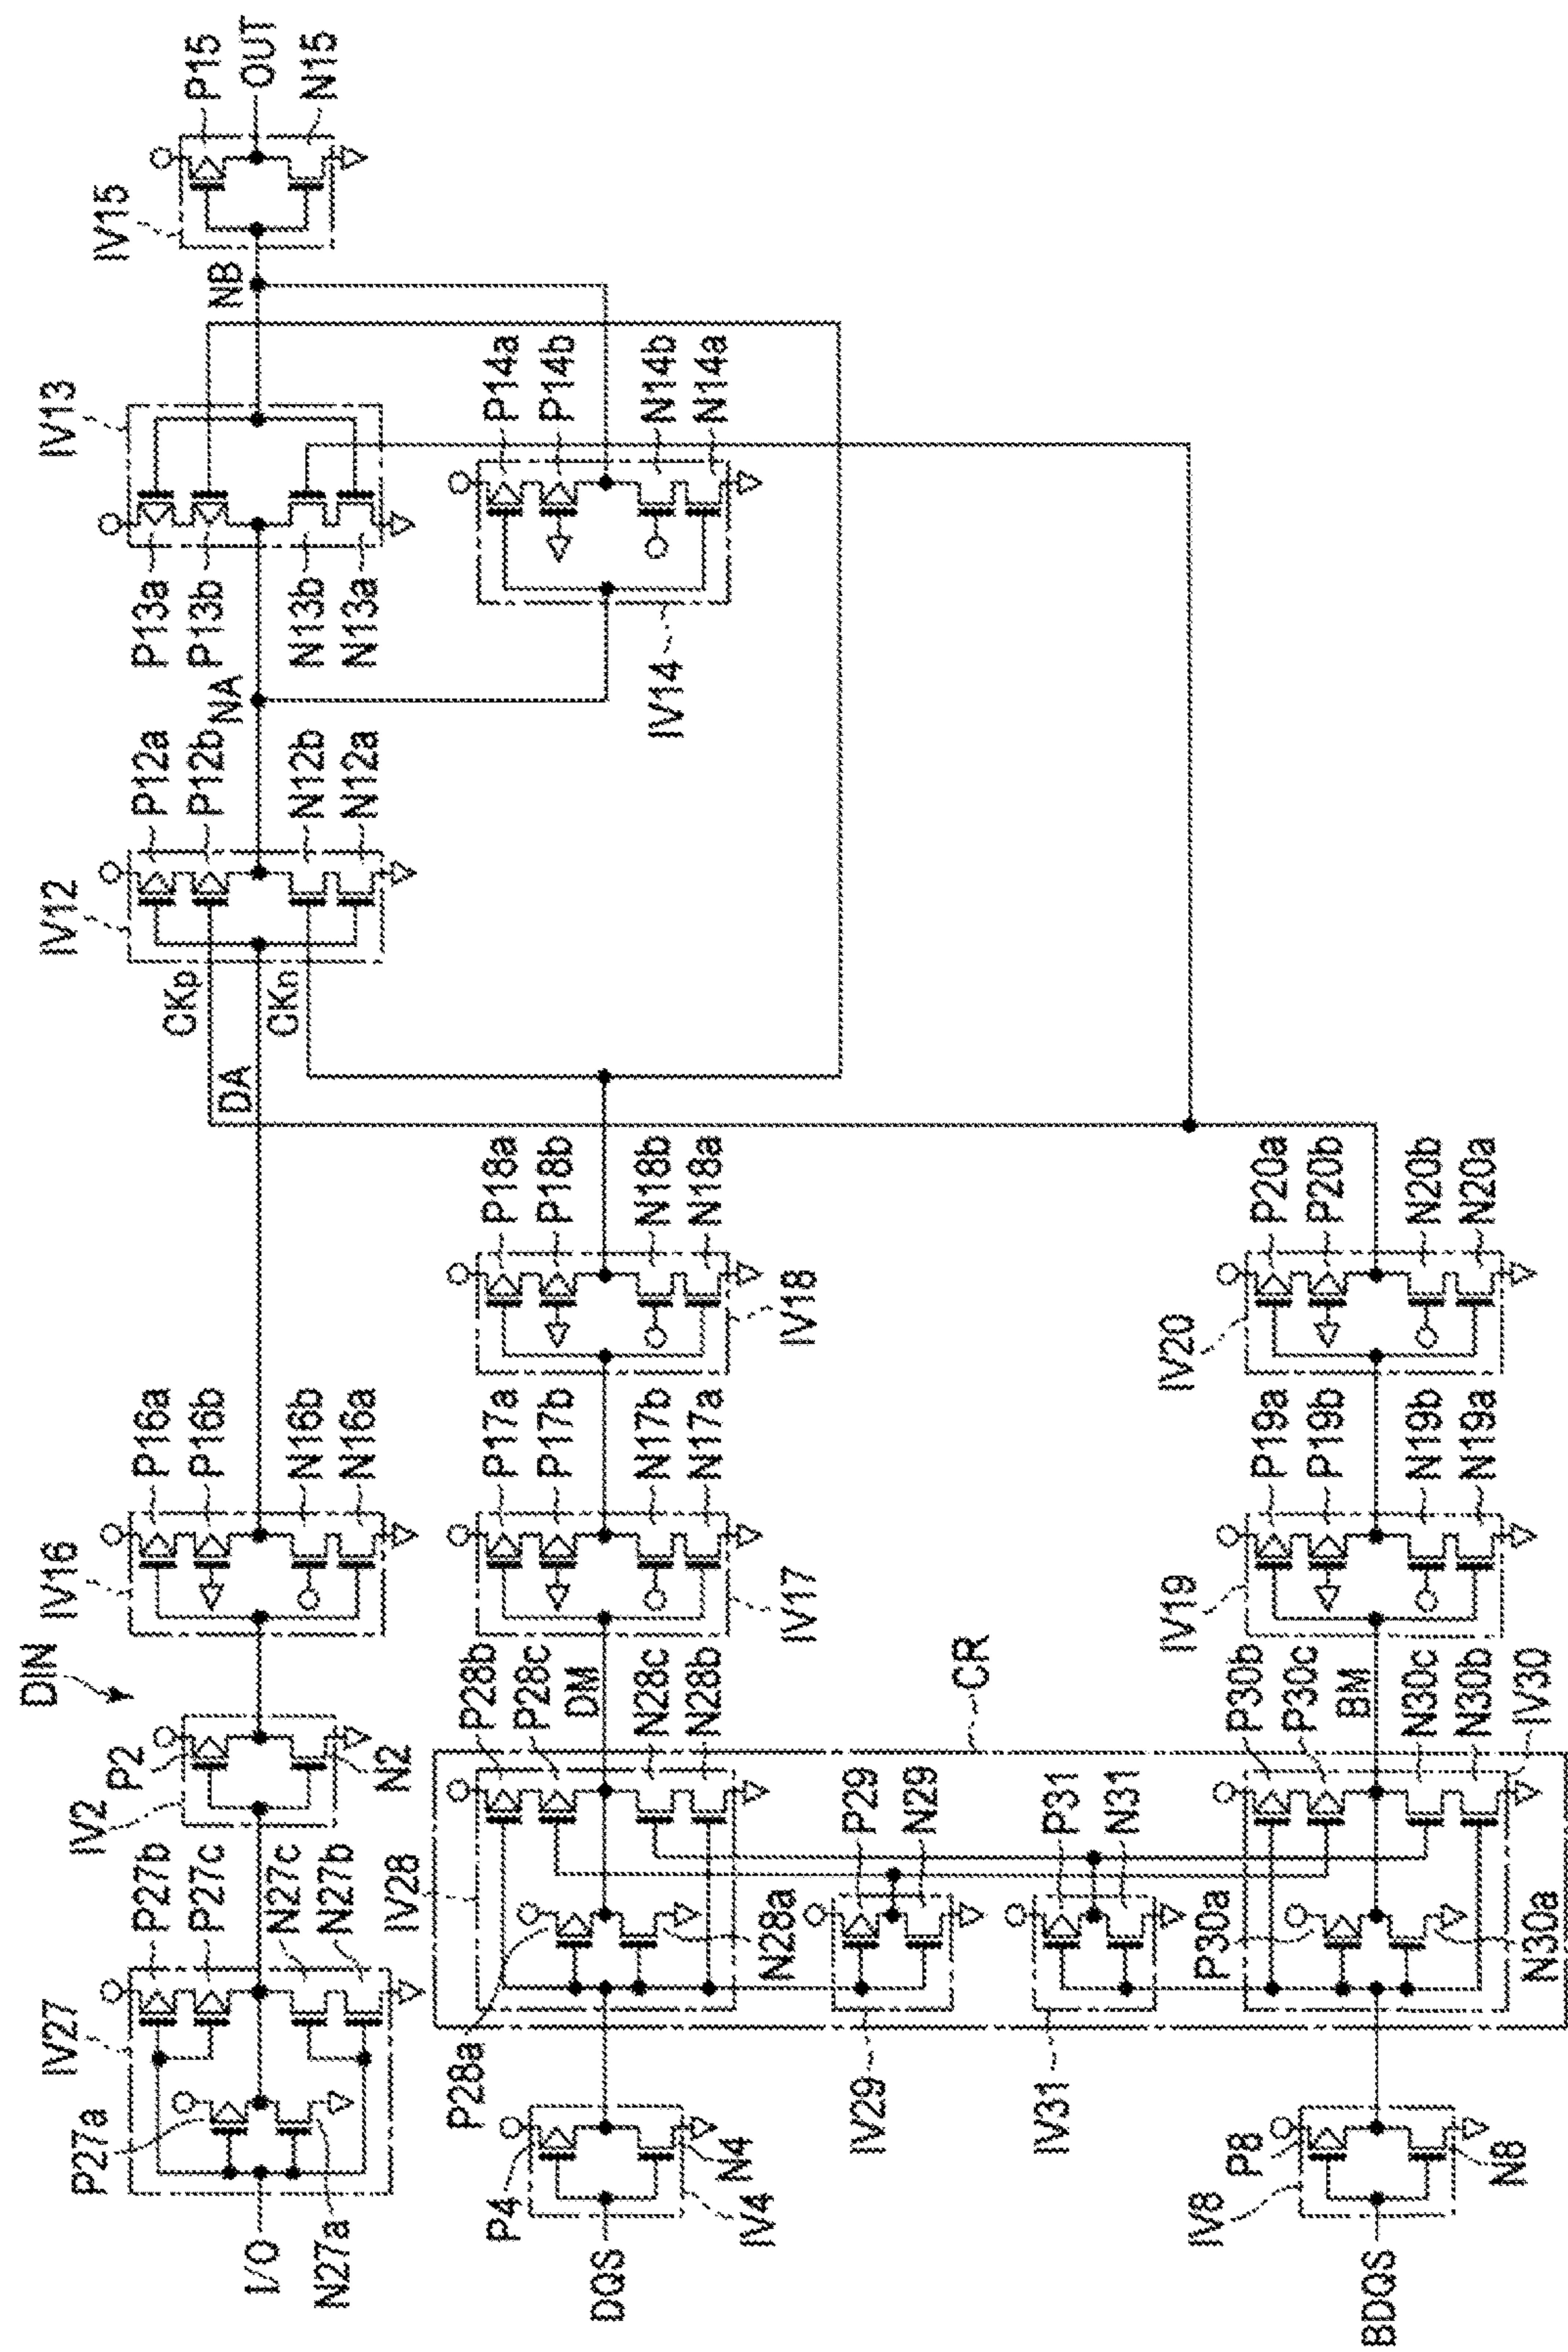 DIN
IV27
P27a
P27b
P27c
N27c
N27b
I/O
N27a
IV2
P2
N2
IV16
P16a
P16b
N16b
N16a
DA
CKp
CKn
IV12
P12a
P12b
N12b
N12a
NA
IV13
P13a
P13b
N13b
N13a
NB
IV15
P15
OUT
N15
P14a
P14b
N14b
N14a
IV14
DQS
P4
N4
IV4
P28a
IV28
P28b
P28c
DM
N28c
N28b
N28a
P17a
P17b
N17b
N17a
IV17
P18a
P18b
N18b
N18a
IV18
P29
N29
IV29
P31
N31
IV31
CR
BDQS
IV8
P8
N8
P30a
N30a
P30b
P30c
BM
N30c
N30b
IV30
IV19
P19a
P19b
N19b
N19a
IV20
P20a
P20b
N20b
N20a